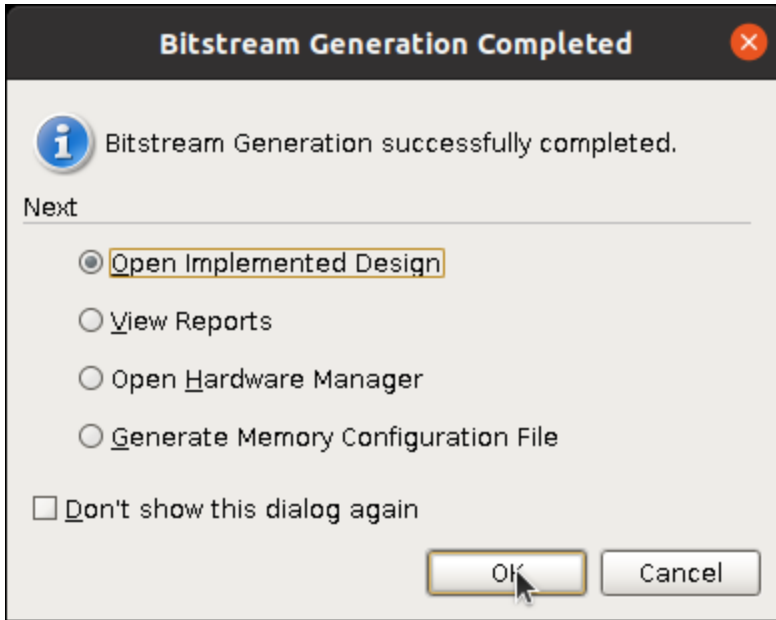 Bitstream Generation Completed
Bitstream Generation successfully completed.
Next
Open Implemented Design
View Reports
Open Hardware Manager
Generate Memory Configuration File
Don't show this dialog again
OK Cancel